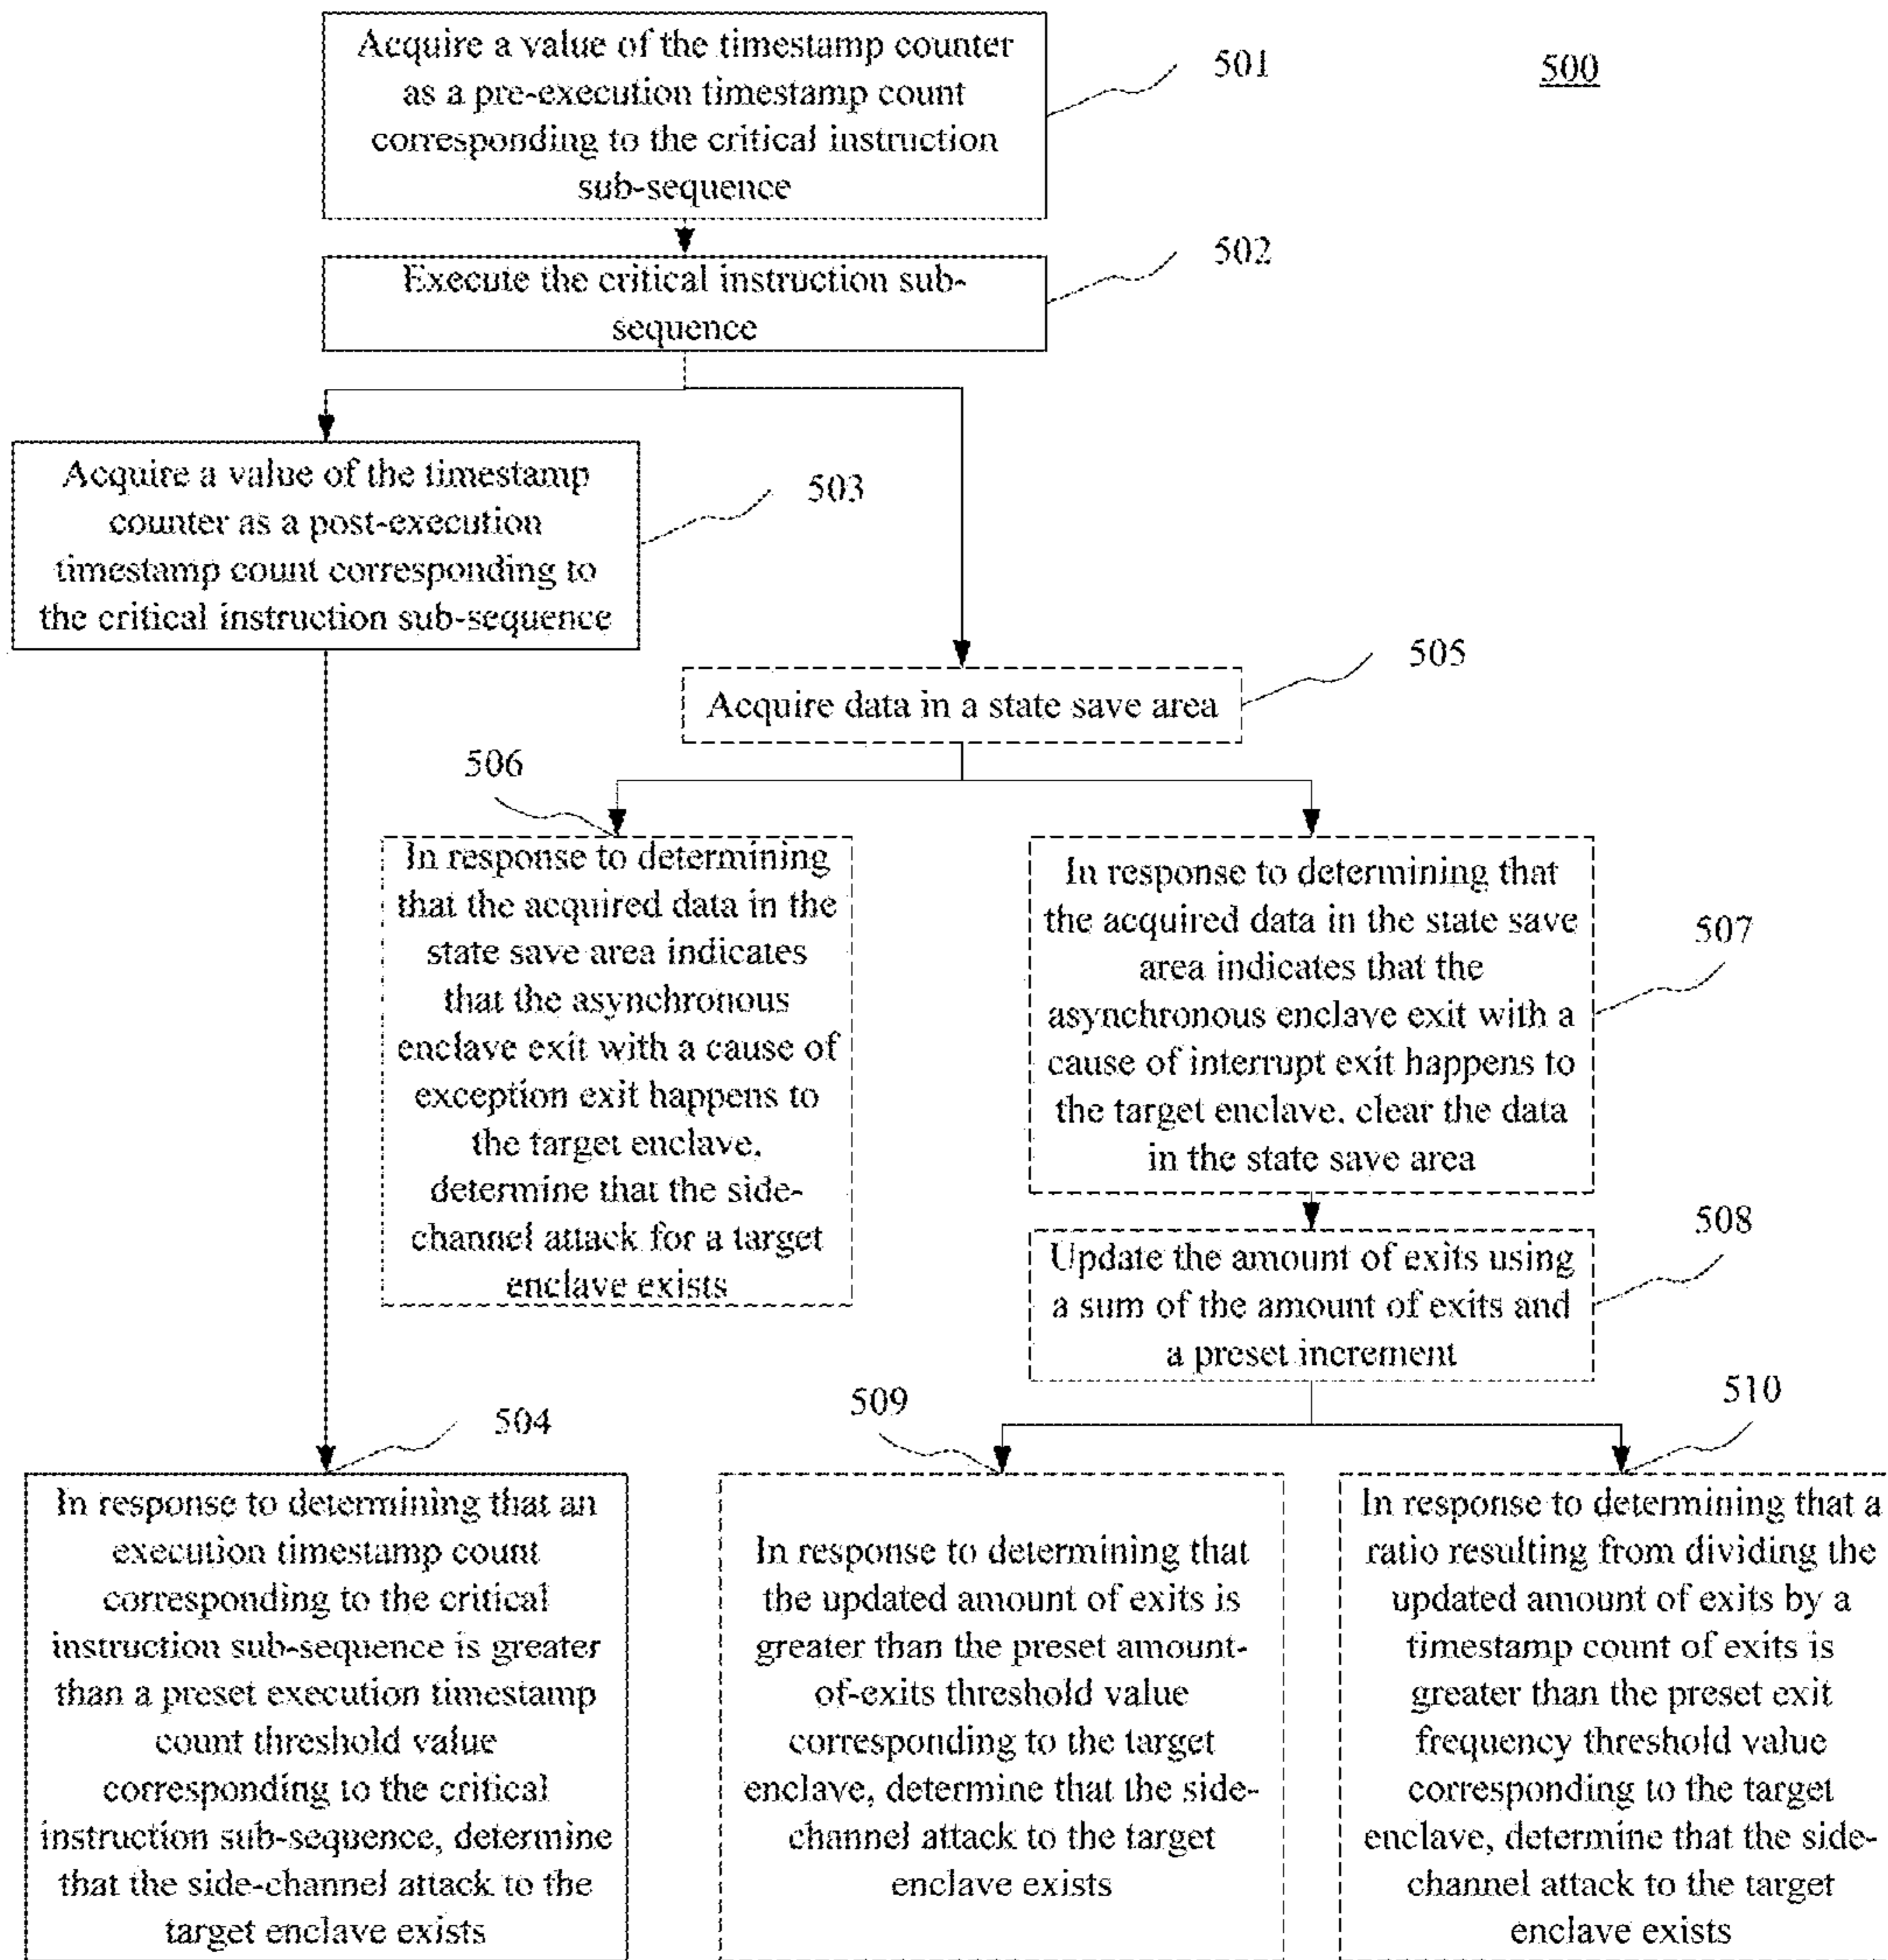 Acquire a value of the timestamp counter
as a pre-execution timestamp count
corresponding to the critical instruction
sub-sequence
501
500
Execute the critical instruction sub-
sequence
502
Acquire a value of the timestamp
counter as a post-execution
timestamp count corresponding to
the critical instruction sub-sequence
503
Acquire data in a state save area
505
506
In response to determining
that the acquired data in the
state save area indicates
that the asynchronous
enclave exit with a cause of
exception exit happens to
the target enclave,
determine that the side-
channel attack for a target
enclave exists
In response to determining that
the acquired data in the state save
area indicates that the
asynchronous enclave exit with a
cause of interrupt exit happens to
the target enclave, clear the data
in the state save area
507
Update the amount of exits using
a sum of the amount of exits and
a preset increment
508
504
In response to determining that an
execution timestamp count
corresponding to the critical
instruction sub-sequence is greater
than a preset execution timestamp
count threshold value
corresponding to the critical
instruction sub-sequence, determine
that the side-channel attack to the
target enclave exists
509
In response to determining that
the updated amount of exits is
greater than the preset amount-
of-exits threshold value
corresponding to the target
enclave, determine that the side-
channel attack to the target
enclave exists
510
In response to determining that a
ratio resulting from dividing the
updated amount of exits by a
timestamp count of exits is
greater than the preset exit
frequency threshold value
corresponding to the target
enclave, determine that the side-
channel attack to the target
enclave exists